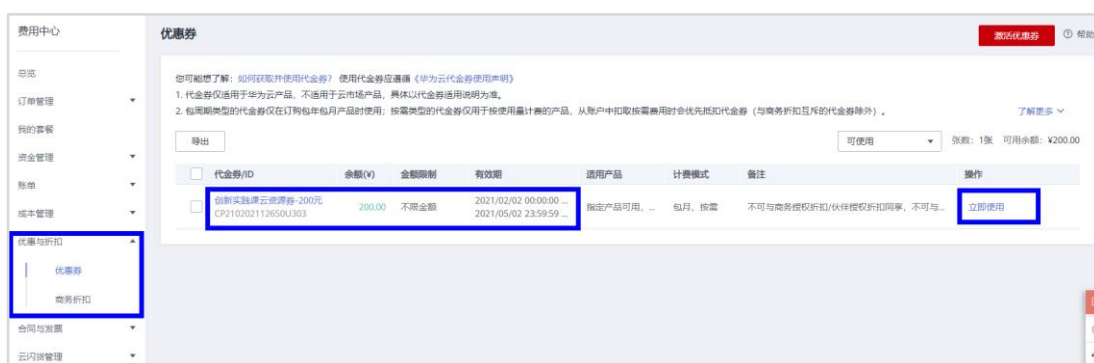 费用中心
总览
订单管理
我的套餐
资金管理
账单
成本管理
优惠与折扣
优惠券
商务折扣
合同与发票
云闪货管理
优惠券
激活优惠券
帮助
您可能想了解：如何获取并使用代金券？ 使用代金券应遵循《华为云代金券使用声明》
1. 代金券仅适用于华为云产品，不适用于云市场产品，具体以代金券适用说明为准。
2. 包周期类型的代金券仅在订购包年包月产品时使用；按需类型的代金券仅用于按使用量计费的产品，从账户中扣取按需费用时会优先抵扣代金券（与商务折扣互斥的代金券除外）。
了解更多
导出
可使用
张数：1张 可用余额：¥200.00
代金券/ID 余额(¥) 金额限制 有效期 适用产品 计费模式 备注 操作
创新实践课云资源券-200元 200.00 不限金额 2021/02/02 00:00:00 ... 指定产品可用，... 包月、按需 不可与商务授权折扣/伙伴授权折扣同享，不可与... 立即使用
CP210202112650U303 2021/05/02 23:59:59 ...